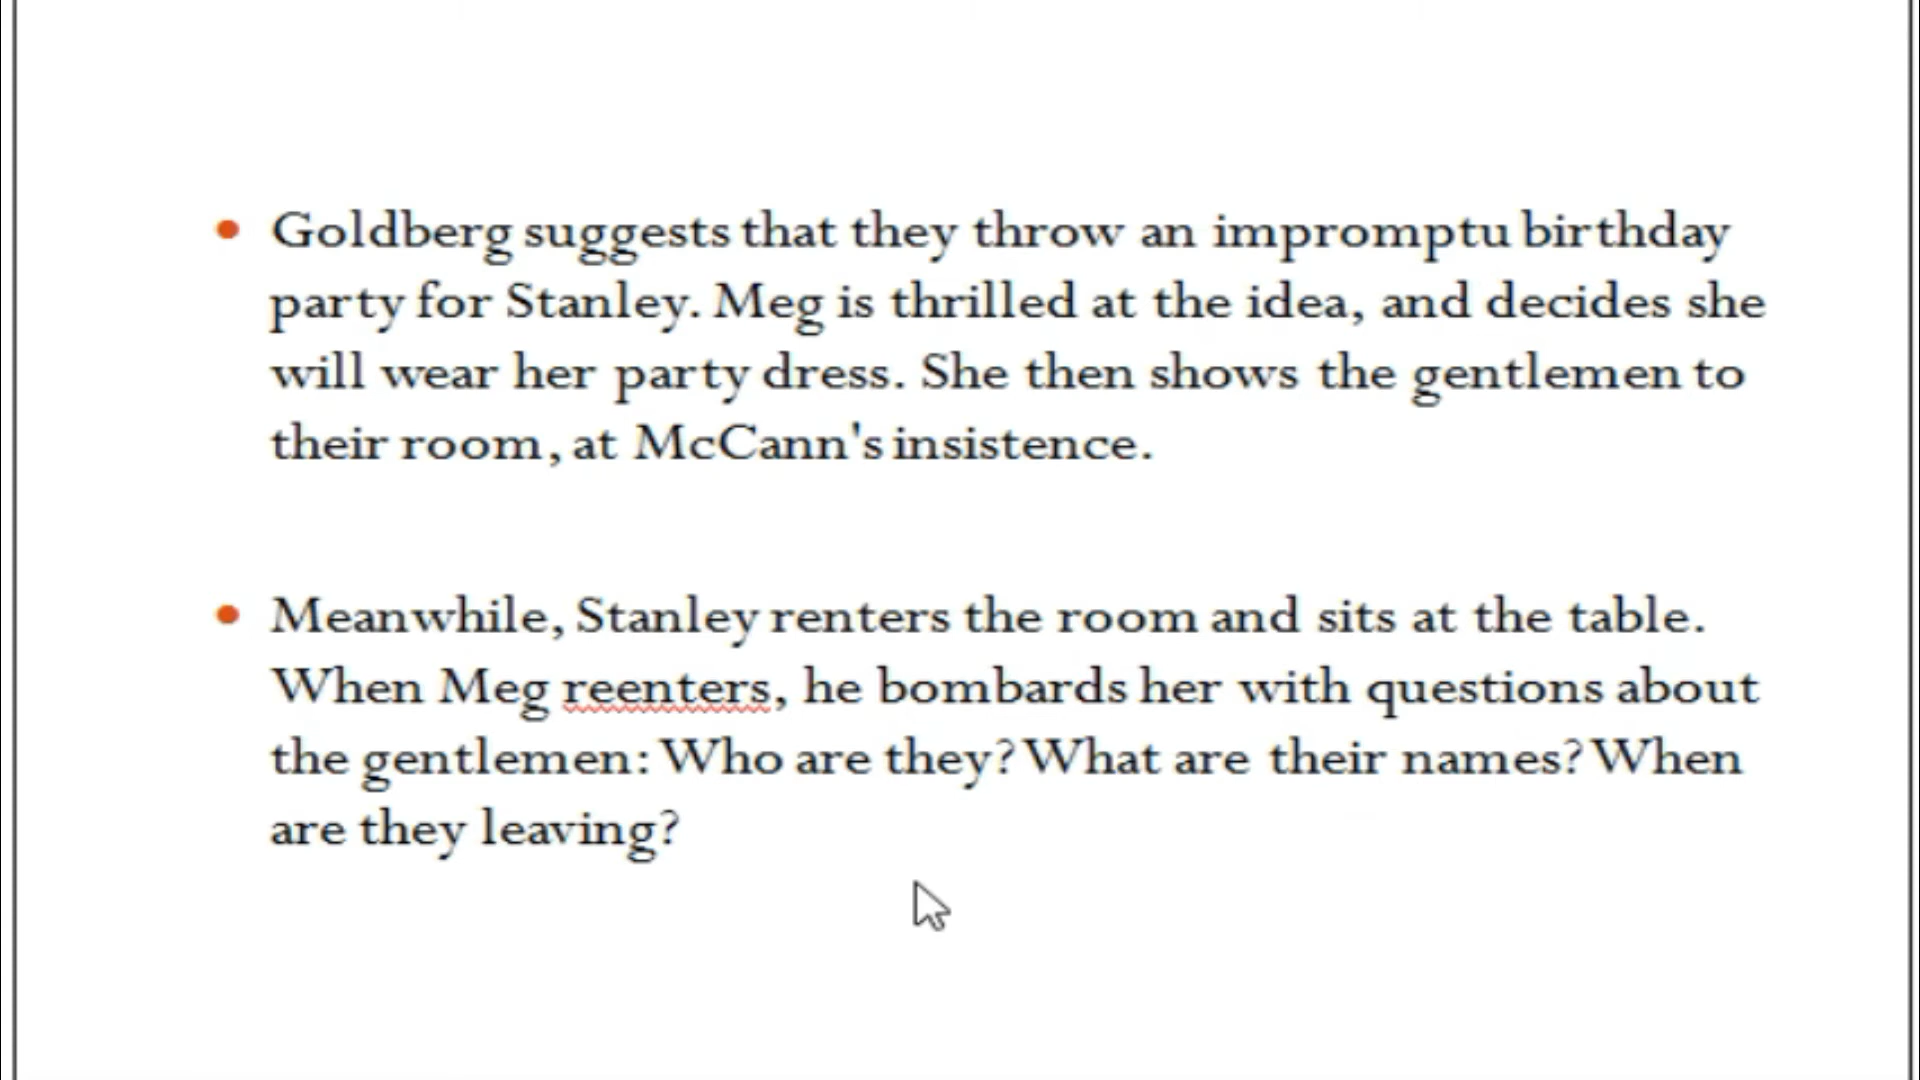 • Goldberg suggests that they throw an impromptu birthday
party for Stanley. Meg is thrilled at the idea, and decides she
will wear her party dress. She then shows the gentlemen to
their room, at McCann's insistence.
• Meanwhile, Stanley renters the room and sits at the table.
When Meg reenters, he bombards her with questions about
the gentlemen: Who are they? What are their names? When
are they leaving?